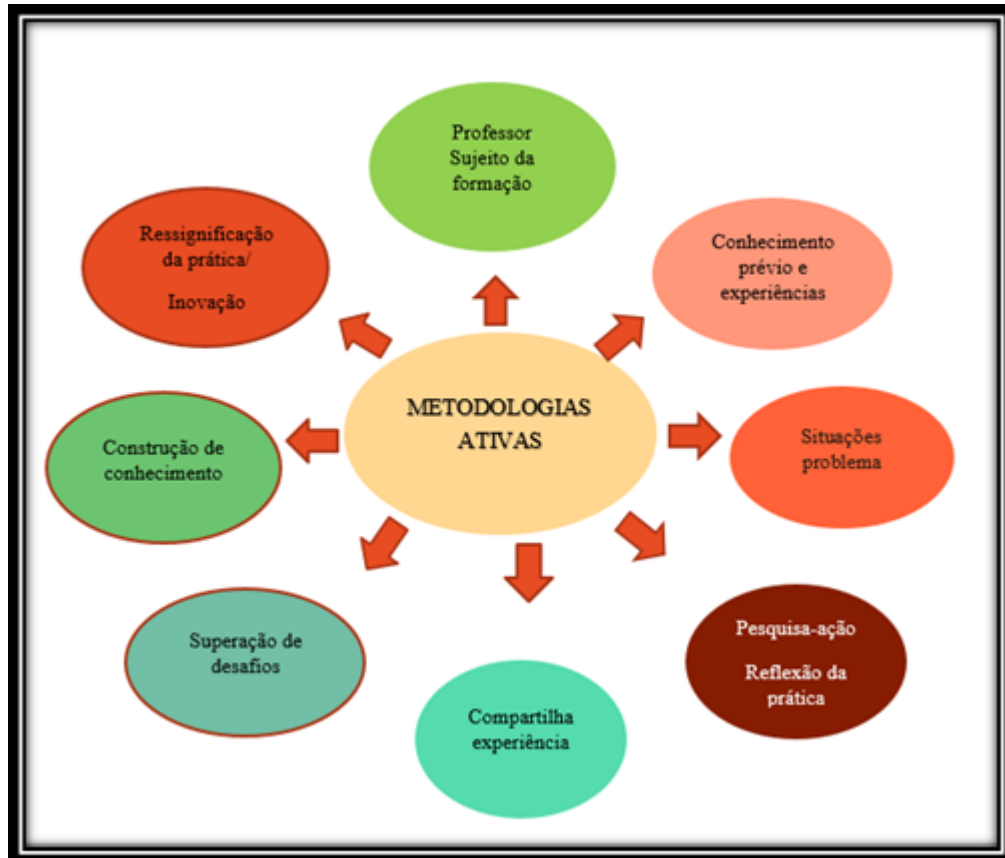 Professor
Sujeito da
formação
Ressignificação
da prática/
Inovação
Conhecimento
prévio e
experiências
METODOLOGIAS
ATIVAS
Construção de
conhecimento
Situações
problema
Superação de
desafios
Pesquisa-ação
Reflexão da
prática
Compartilha
experiência